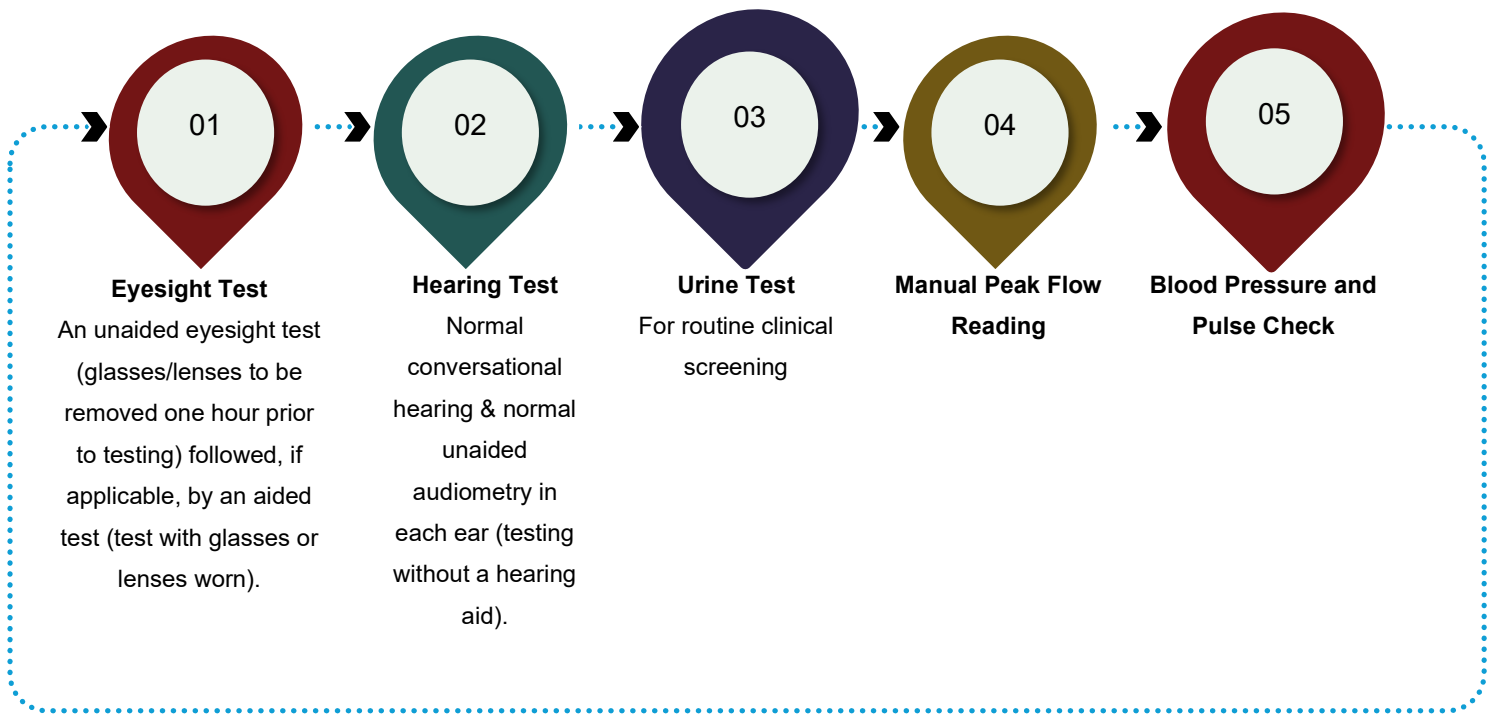 01
Eyesight Test
An unaided eyesight test
(glasses/lenses to be
removed one hour prior
to testing) followed, if
applicable, by an aided
test (test with glasses or
lenses worn).
02
Hearing Test
Normal
conversational
hearing & normal
unaided
audiometry in
each ear (testing
without a hearing
aid).
03
Urine Test
For routine clinical
screening
04
Manual Peak Flow
Reading
05
Blood Pressure and
Pulse Check